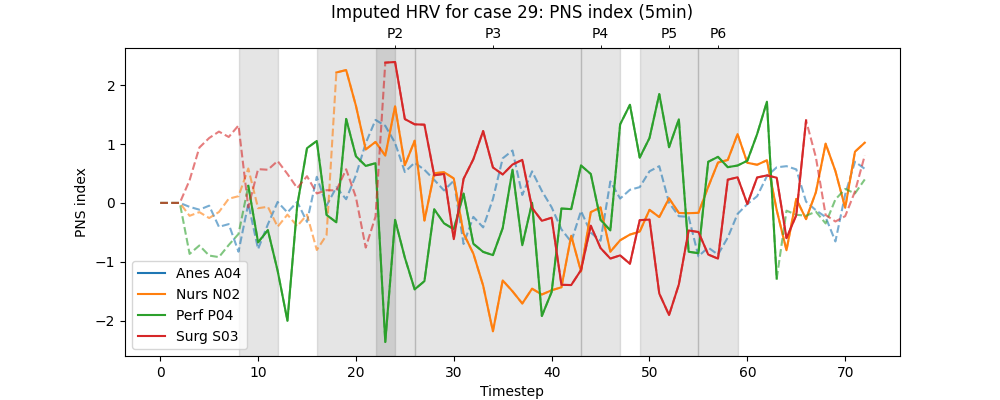 Imputed HRV for case 29: PNS index (5min)
P2 P3 P4 P5 P6
PNS index
2
1
0
−1
−2
Anes A04
Nurs N02
Perf P04
Surg S03
0 10 20 30 40 50 60 70
Timestep